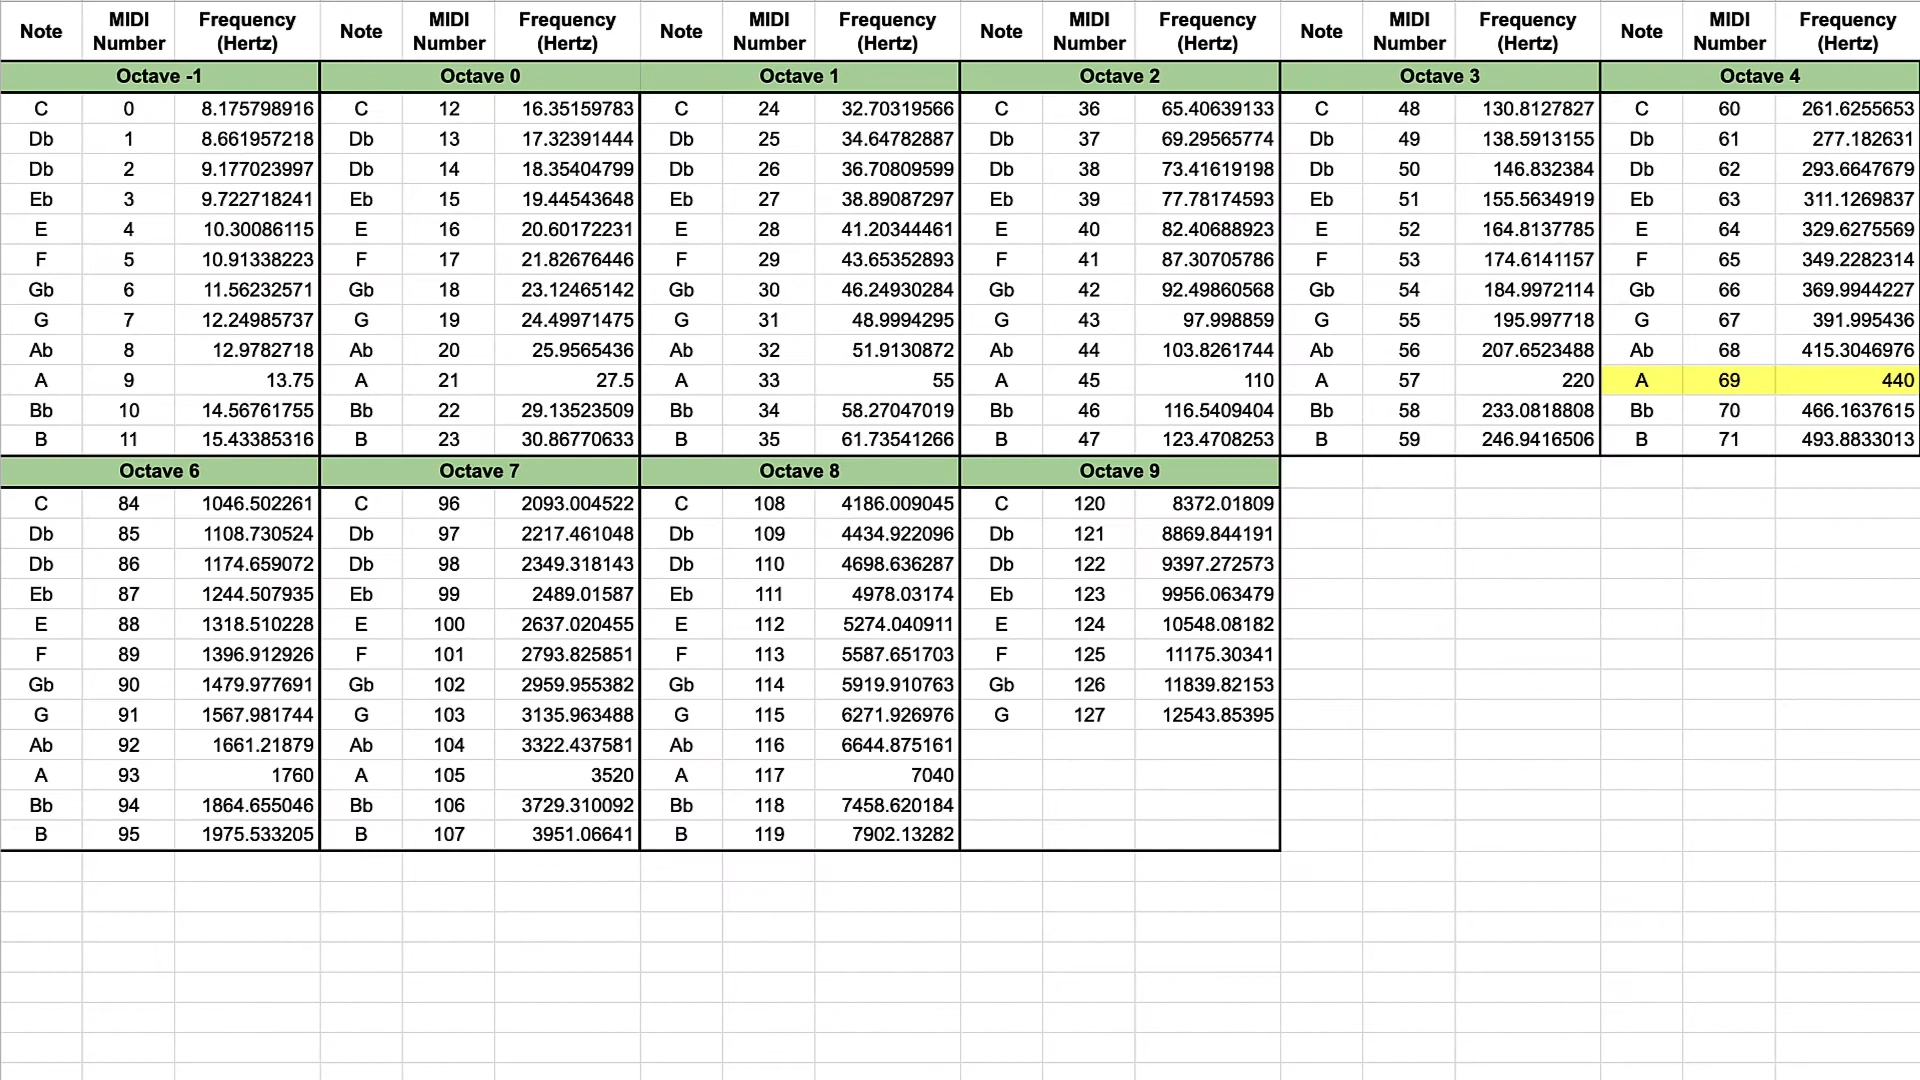 Note MIDI Number Frequency (Hertz) Note MIDI Number Frequency (Hertz) Note MIDI Number Frequency (Hertz) Note MIDI Number Frequency (Hertz) Note MIDI Number Frequency (Hertz) Note MIDI Number Frequency (Hertz)
Octave -1 Octave 0 Octave 1 Octave 2 Octave 3 Octave 4
C 0 8.175798916 C 12 16.35159783 C 24 32.70319566 C 36 65.40639133 C 48 130.8127827 C 60 261.6255653
Db 1 8.661957218 Db 13 17.32391444 Db 25 34.64782887 Db 37 69.29565774 Db 49 138.5913155 Db 61 277.182631
Db 2 9.177023997 Db 14 18.35404799 Db 26 36.70809599 Db 38 73.41619198 Db 50 146.832384 Db 62 293.6647679
Eb 3 9.722718241 Eb 15 19.44543648 Eb 27 38.89087297 Eb 39 77.78174593 Eb 51 155.5634919 Eb 63 311.1269837
E 4 10.30086115 E 16 20.60172231 E 28 41.20344461 E 40 82.40688923 E 52 164.8137785 E 64 329.6275569
F 5 10.91338223 F 17 21.82676446 F 29 43.65352893 F 41 87.30705786 F 53 174.6141157 F 65 349.2282314
Gb 6 11.56232571 Gb 18 23.12465142 Gb 30 46.24930284 Gb 42 92.49860568 Gb 54 184.9972114 Gb 66 369.9944227
G 7 12.24985737 G 19 24.49971475 G 31 48.9994295 G 43 97.998859 G 55 195.997718 G 67 391.995436
Ab 8 12.9782718 Ab 20 25.9565436 Ab 32 51.9130872 Ab 44 103.8261744 Ab 56 207.6523488 Ab 68 415.3046976
A 9 13.75 A 21 27.5 A 33 55 A 45 110 A 57 220 A 69 440
Bb 10 14.56761755 Bb 22 29.13523509 Bb 34 58.27047019 Bb 46 116.5409404 Bb 58 233.0818808 Bb 70 466.1637615
B 11 15.43385316 B 23 30.86770633 B 35 61.73541266 B 47 123.4708253 B 59 246.9416506 B 71 493.8833013
Octave 6 Octave 7 Octave 8 Octave 9
C 84 1046.502261 C 96 2093.004522 C 108 4186.009045 C 120 8372.01809
Db 85 1108.730524 Db 97 2217.461048 Db 109 4434.922096 Db 121 8869.844191
Db 86 1174.659072 Db 98 2349.318143 Db 110 4698.636287 Db 122 9397.272573
Eb 87 1244.507935 Eb 99 2489.01587 Eb 111 4978.03174 Eb 123 9956.063479
E 88 1318.510228 E 100 2637.020455 E 112 5274.040911 E 124 10548.08182
F 89 1396.912926 F 101 2793.825851 F 113 5587.651703 F 125 11175.30341
Gb 90 1479.977691 Gb 102 2959.955382 Gb 114 5919.910763 Gb 126 11839.82153
G 91 1567.981744 G 103 3135.963488 G 115 6271.926976 G 127 12543.85395
Ab 92 1661.21879 Ab 104 3322.437581 Ab 116 6644.875161
A 93 1760 A 105 3520 A 117 7040
Bb 94 1864.655046 Bb 106 3729.310092 Bb 118 7458.620184
B 95 1975.533205 B 107 3951.06641 B 119 7902.13282